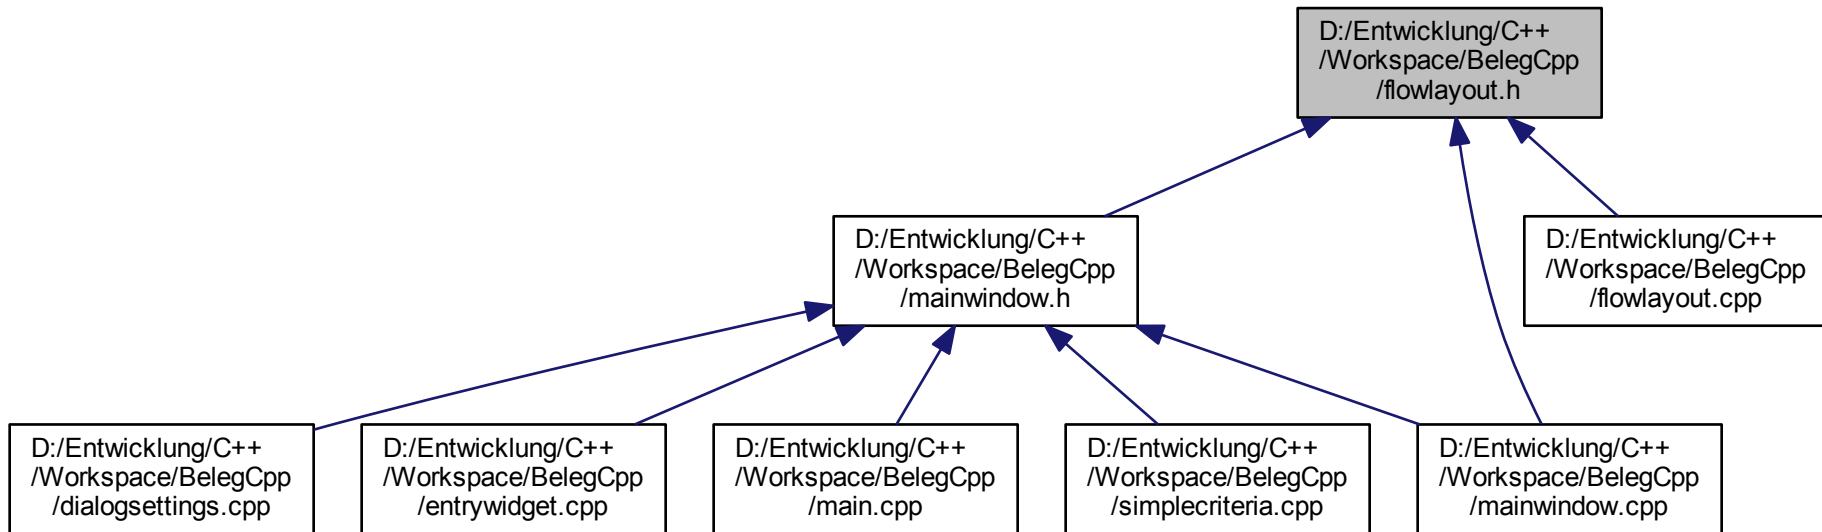 D:/Entwicklung/C++
/Workspace/BelegCpp
/flowlayout.h
D:/Entwicklung/C++
/Workspace/BelegCpp
/mainwindow.h
D:/Entwicklung/C++
/Workspace/BelegCpp
/flowlayout.cpp
D:/Entwicklung/C++
/Workspace/BelegCpp
/dialogsettings.cpp
D:/Entwicklung/C++
/Workspace/BelegCpp
/entrywidget.cpp
D:/Entwicklung/C++
/Workspace/BelegCpp
/main.cpp
D:/Entwicklung/C++
/Workspace/BelegCpp
/simplecriteria.cpp
D:/Entwicklung/C++
/Workspace/BelegCpp
/mainwindow.cpp